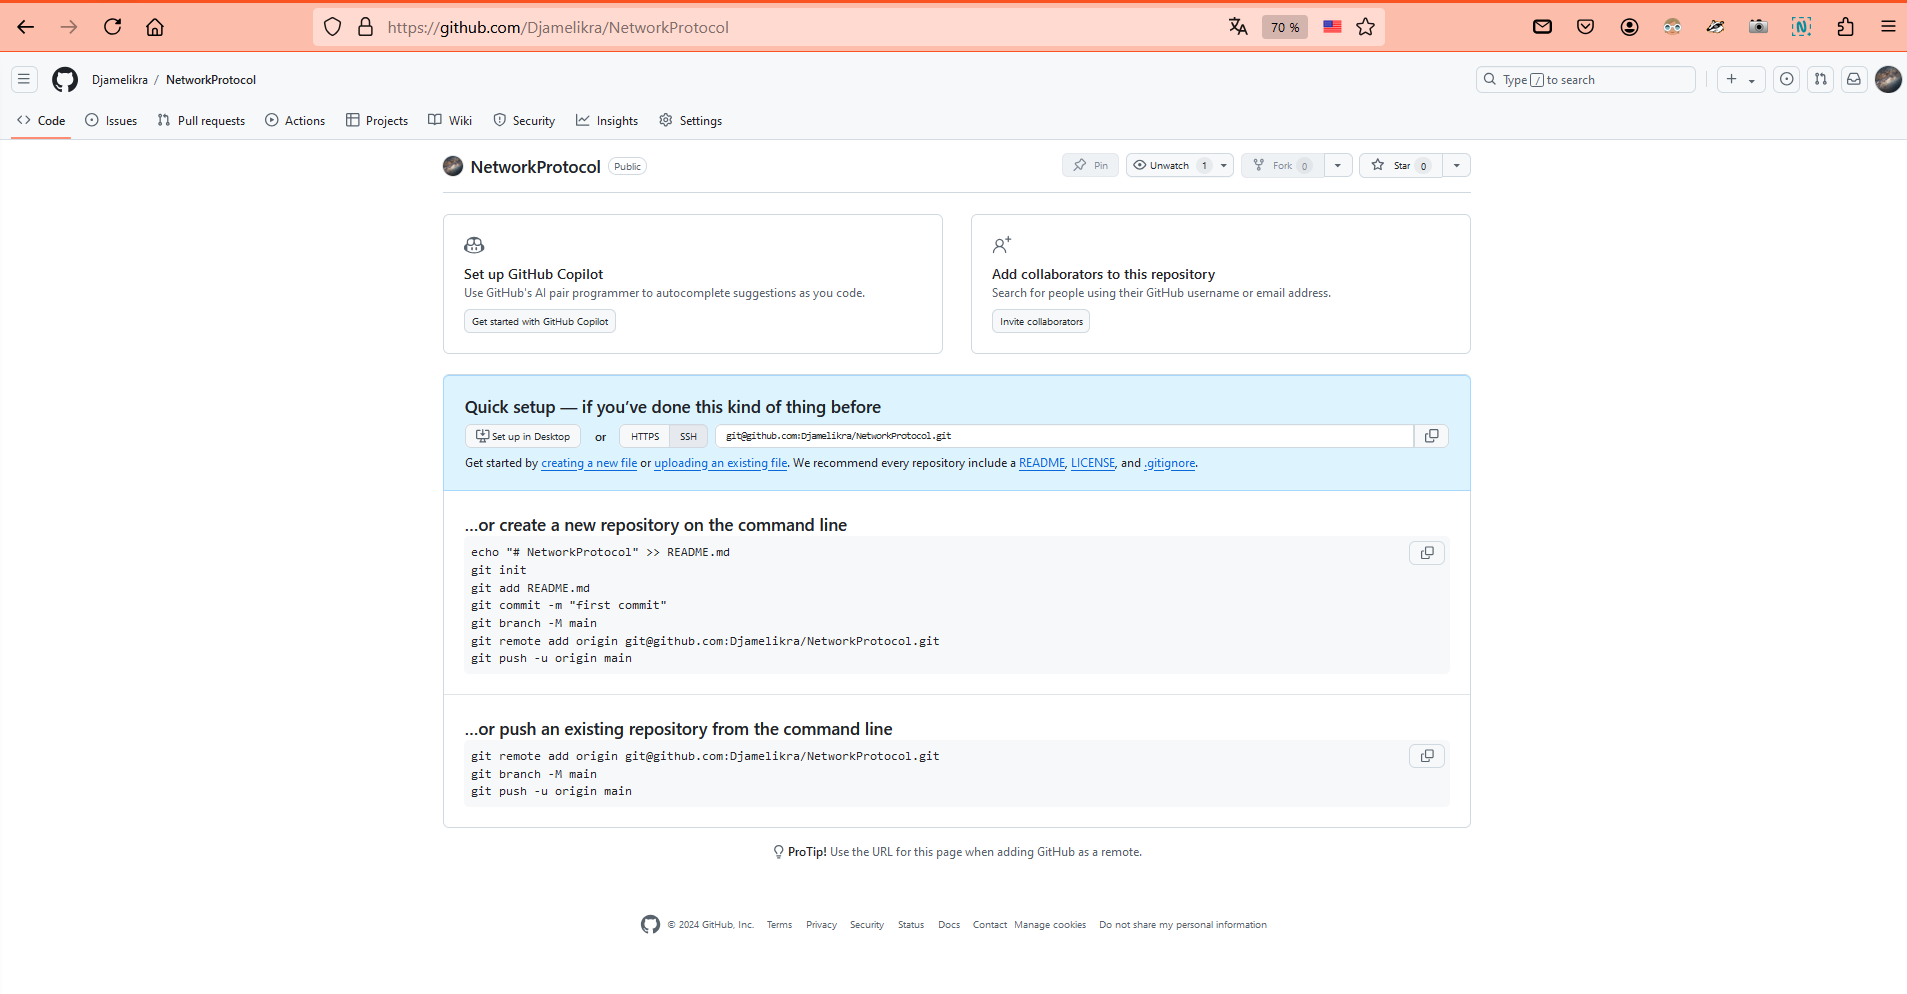 https://github.com/Djamelikra/NetworkProtocol
70 %
Djamelikra / NetworkProtocol
Type / to search
Code Issues Pull requests Actions Projects Wiki Security Insights Settings
NetworkProtocol Public
Pin Unwatch 1 Fork 0 Star 0
Set up GitHub Copilot
Use GitHub's AI pair programmer to autocomplete suggestions as you code.
Get started with GitHub Copilot
Add collaborators to this repository
Search for people using their GitHub username or email address.
Invite collaborators
Quick setup — if you’ve done this kind of thing before
Set up in Desktop or HTTPS SSH git@github.com:Djamelikra/NetworkProtocol.git
Get started by creating a new file or uploading an existing file. We recommend every repository include a README, LICENSE, and .gitignore.
…or create a new repository on the command line
echo "# NetworkProtocol" >> README.md
git init
git add README.md
git commit -m "first commit"
git branch -M main
git remote add origin git@github.com:Djamelikra/NetworkProtocol.git
git push -u origin main
…or push an existing repository from the command line
git remote add origin git@github.com:Djamelikra/NetworkProtocol.git
git branch -M main
git push -u origin main
ProTip! Use the URL for this page when adding GitHub as a remote.
© 2024 GitHub, Inc. Terms Privacy Security Status Docs Contact Manage cookies Do not share my personal information